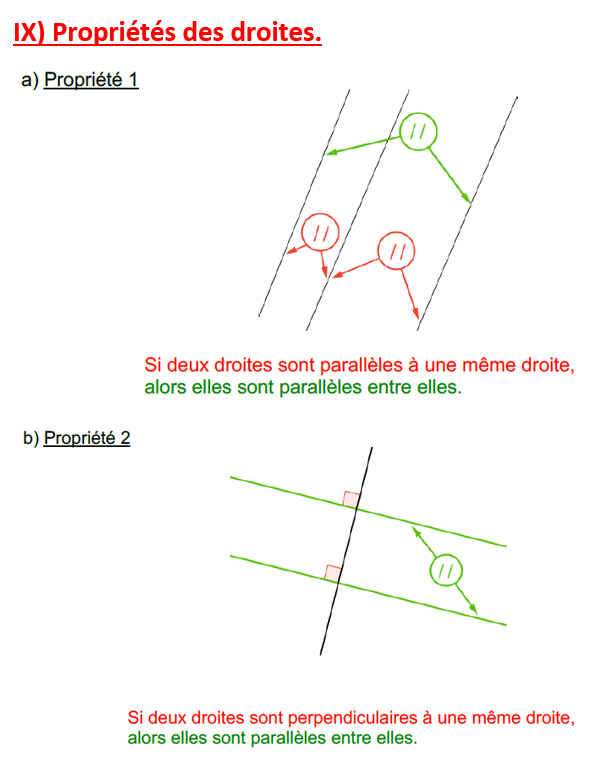 IX) Propriétés des droites.
a) Propriété 1
//
//
//
Si deux droites sont parallèles à une même droite,
alors elles sont parallèles entre elles.
b) Propriété 2
//
Si deux droites sont perpendiculaires à une même droite,
alors elles sont parallèles entre elles.